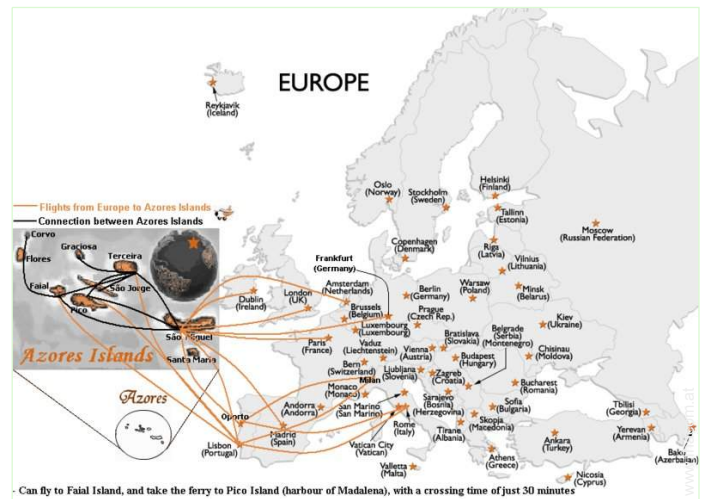 EUROPE
Reykjavik
(Iceland)
Oslo
(Norway)
Stockholm
(Sweden)
Helsinki
(Finland)
Tallinn
(Estonia)
Moscow
(Russian Federation)
Riga
(Latvia)
Copenhagen
(Denmark)
Vilnius
(Lithuania)
Minsk
(Belarus)
Flights from Europe to Azores Islands
Connection between Azores Islands
Corvo
Flores
Graciosa
Terceira
Faial
São Jorge
Pico
São Miguel
Santa Maria
Azores Islands
Azores
Frankfurt
(Germany)
Dublin
(Ireland)
London
(UK)
Amsterdam
(Netherlands)
Berlin
(Germany)
Warsaw
(Poland)
Brussels
(Belgium)
Prague
(Czech Rep.)
Kiev
(Ukraine)
Luxembourg
(Luxembourg)
Paris
(France)
Vaduz
(Liechtenstein)
Vienna
(Austria)
Bratislava
(Slovakia)
Belgrade
(Serbia)
(Montenegro)
Budapest
(Hungary)
Chisinau
(Moldova)
Bern
(Switzerland)
Milan
Ljubljana
(Slovenia)
Zagreb
(Croatia)
Bucharest
(Romania)
Monaco
(Monaco)
San Marino
(San Marino)
Sarajevo
(Bosnia)
(Herzegovina)
Sofia
(Bulgaria)
Andorra
(Andorra)
Oporto
Lisbon
(Portugal)
Madrid
(Spain)
Vatican City
(Vatican)
Rome
(Italy)
Tirane
(Albania)
Skopja
(Macedonia)
Tbilisi
(Georgia)
Yerevan
(Armenia)
Ankara
(Turkey)
Athens
(Greece)
Valletta
(Malta)
Nicosia
(Cyprus)
Baku
(Azerbaijan)
- Can fly to Faial Island, and take the ferry to Pico Island (harbour of Madalena), with a crossing time of just 30 minutes